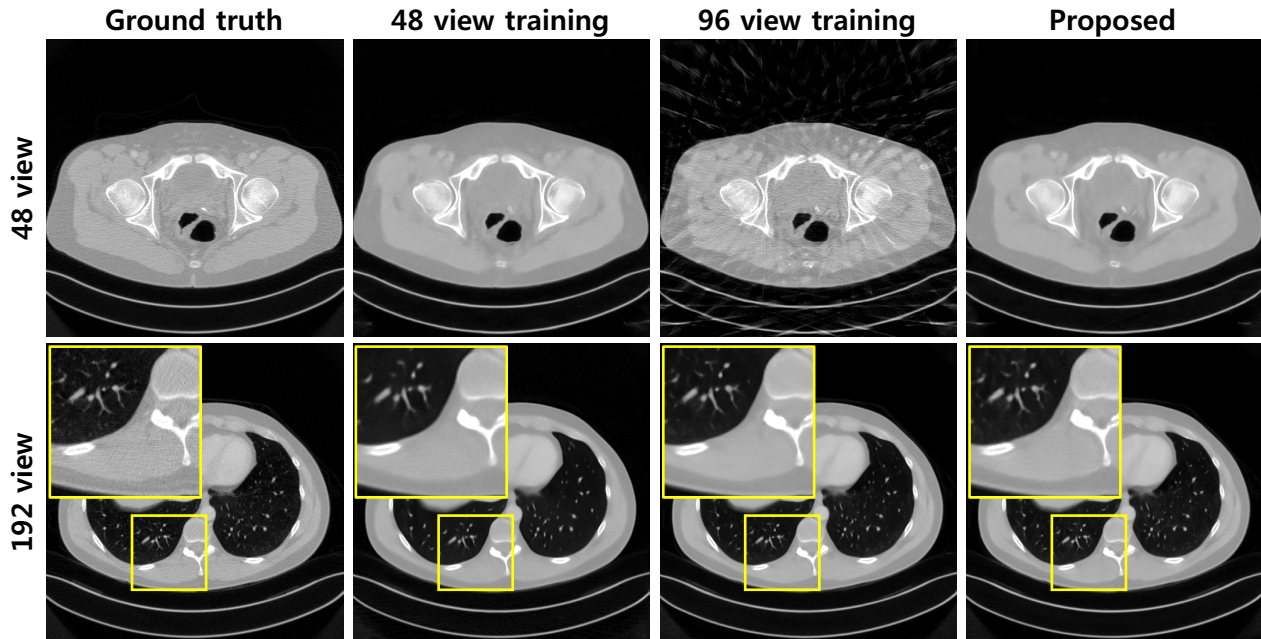 Ground truth
48 view training
96 view training
Proposed
48 view
192 view